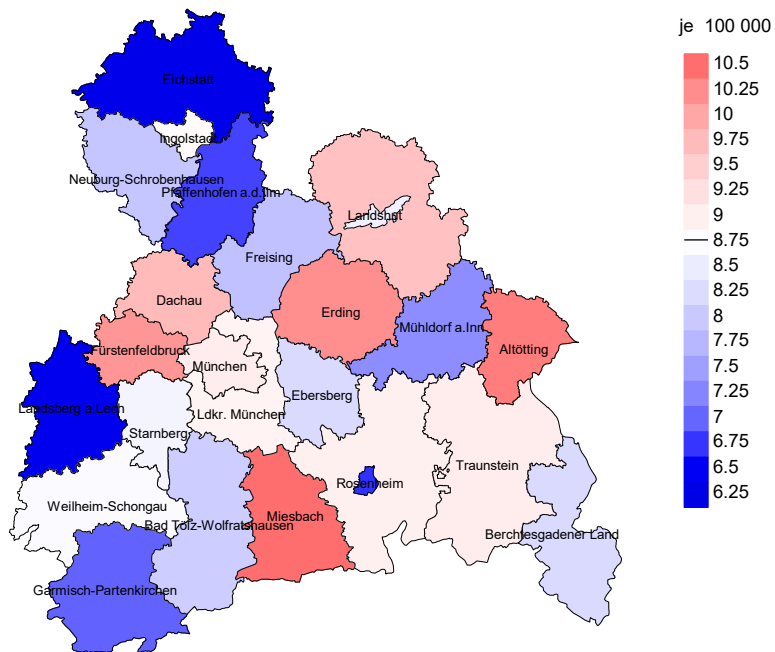 je 100 000
10.5
10.25
10
9.75
9.5
9.25
9
8.75
8.5
8.25
8
7.75
7.5
7.25
7
6.75
6.5
6.25
Eichstätt
Ingolstadt
Neuburg-Schrobenhausen
Pfaffenhofen a.d.Ilm
Landshut
Freising
Dachau
Erding
Mühldorf a.Inn
Altötting
Fürstenfeldbruck
München
Ebersberg
Landsberg a.Lech
Ldkr. München
Starnberg
Traunstein
Rosenheim
Weilheim-Schongau
Miesbach
Bad Tölz-Wolfratshausen
Berchtesgadener Land
Garmisch-Partenkirchen